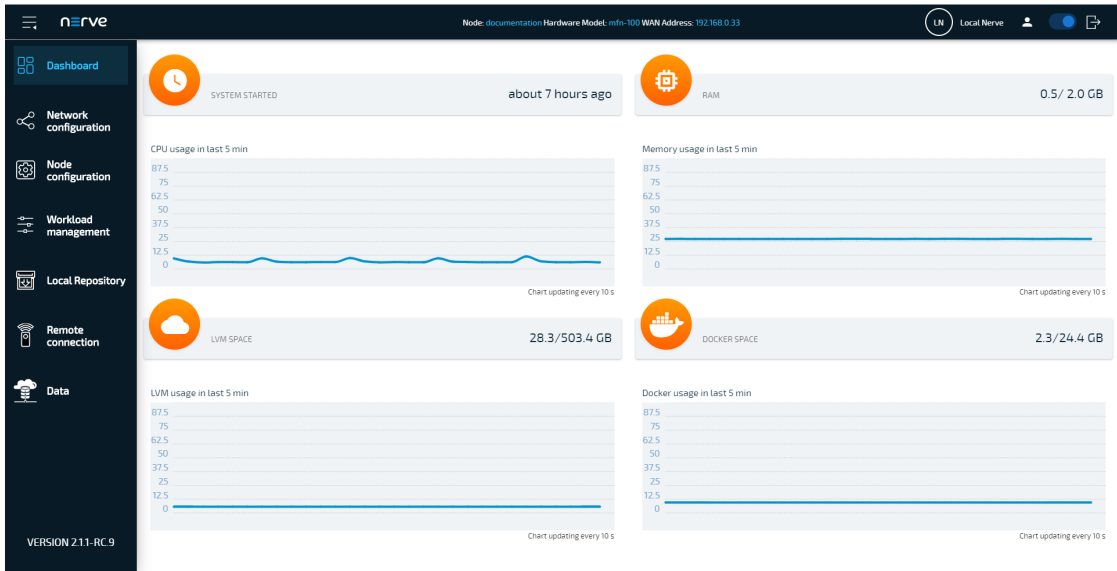 nerve
Node: documentation Hardware Model: mfn-100 WAN Address: 192.168.0.33
LN
Local Nerve
Dashboard
Network
configuration
Node
configuration
Workload
management
Local Repository
Remote
connection
Data
VERSION 2.1.1-RC.9
SYSTEM STARTED
about 7 hours ago
RAM
0.5/ 2.0 GB
CPU usage in last 5 min
87.5
75
62.5
50
37.5
25
12.5
0
Chart updating every 10 s
Memory usage in last 5 min
87.5
75
62.5
50
37.5
25
12.5
0
Chart updating every 10 s
LVM SPACE
28.3/503.4 GB
DOCKER SPACE
2.3/24.4 GB
LVM usage in last 5 min
87.5
75
62.5
50
37.5
25
12.5
0
Chart updating every 10 s
Docker usage in last 5 min
87.5
75
62.5
50
37.5
25
12.5
0
Chart updating every 10 s